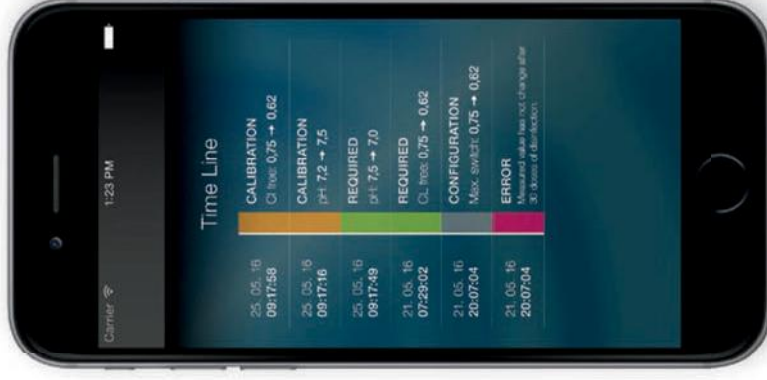 Carrier 1:23 PM
Time Line
25. 05. 16
09:17:58
CALIBRATION
Cl free: 0,75 → 0,62
25. 05. 16
09:17:16
CALIBRATION
pH: 7,2 → 7,5
25. 05. 16
09:17:49
REQUIRED
pH: 7,5 → 7,0
21. 05. 16
07:29:02
REQUIRED
CL free: 0,75 → 0,62
21. 05. 16
20:07:04
CONFIGURATION
Max. switch: 0,75 → 0,62
21. 05. 16
20:07:04
ERROR
Measured value has not change after
30 doses of disinfection.